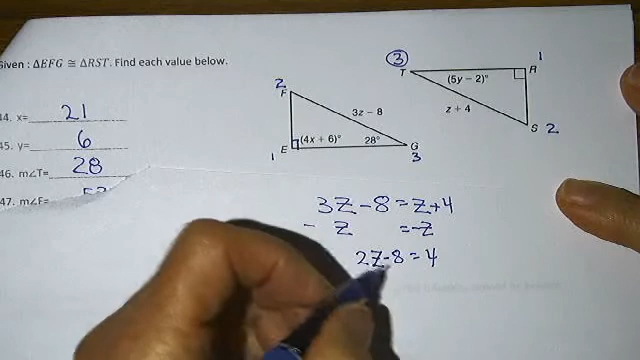 Given : ΔEFG ≅ ΔRST. Find each value below.
44. x= 21
45. y= 6
46. m∠T= 28
47. m∠F=
2
F
3z – 8
(4x + 6)°
28°
1 E
G
3
3
T
1
R
(5y – 2)°
z + 4
S 2
3z – 8 = z + 4
– z = –z
2z – 8 = 4